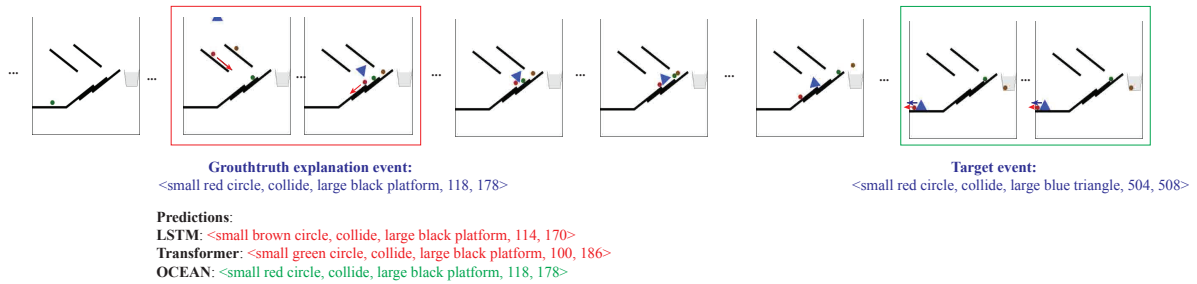 ... ... ... ... ... ...
Grouthtruth explanation event:
<small red circle, collide, large black platform, 118, 178>
Target event:
<small red circle, collide, large blue triangle, 504, 508>
Predictions:
LSTM: <small brown circle, collide, large black platform, 114, 170>
Transformer: <small green circle, collide, large black platform, 100, 186>
OCEAN: <small red circle, collide, large black platform, 118, 178>